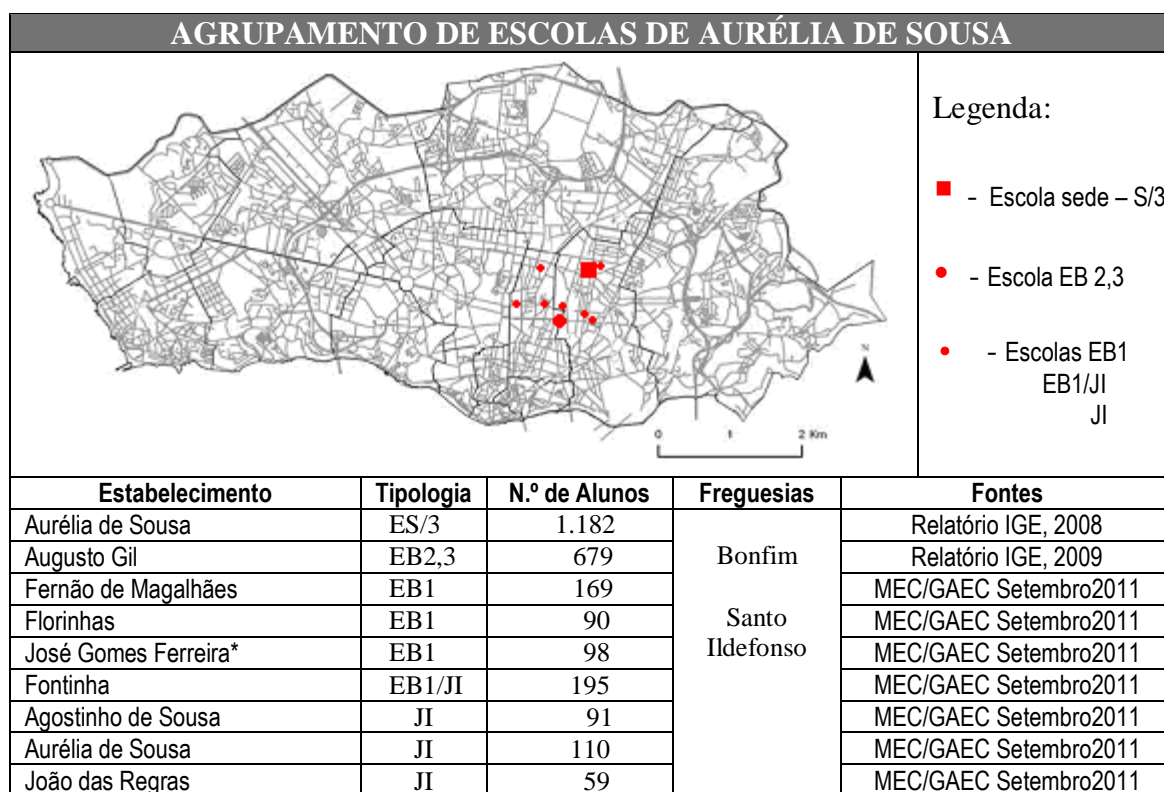 AGRUPAMENTO DE ESCOLAS DE AURÉLIA DE SOUSA
Legenda:
- Escola sede – S/3
- Escola EB 2,3
- Escolas EB1
EB1/JI
JI
N
0 1 2 Km
Estabelecimento Tipologia N.º de Alunos Freguesias Fontes
Aurélia de Sousa ES/3 1.182 Relatório IGE, 2008
Augusto Gil EB2,3 679 Bonfim Relatório IGE, 2009
Fernão de Magalhães EB1 169 MEC/GAEC Setembro2011
Florinhas EB1 90 Santo MEC/GAEC Setembro2011
José Gomes Ferreira* EB1 98 Ildefonso MEC/GAEC Setembro2011
Fontinha EB1/JI 195 MEC/GAEC Setembro2011
Agostinho de Sousa JI 91 MEC/GAEC Setembro2011
Aurélia de Sousa JI 110 MEC/GAEC Setembro2011
João das Regras JI 59 MEC/GAEC Setembro2011